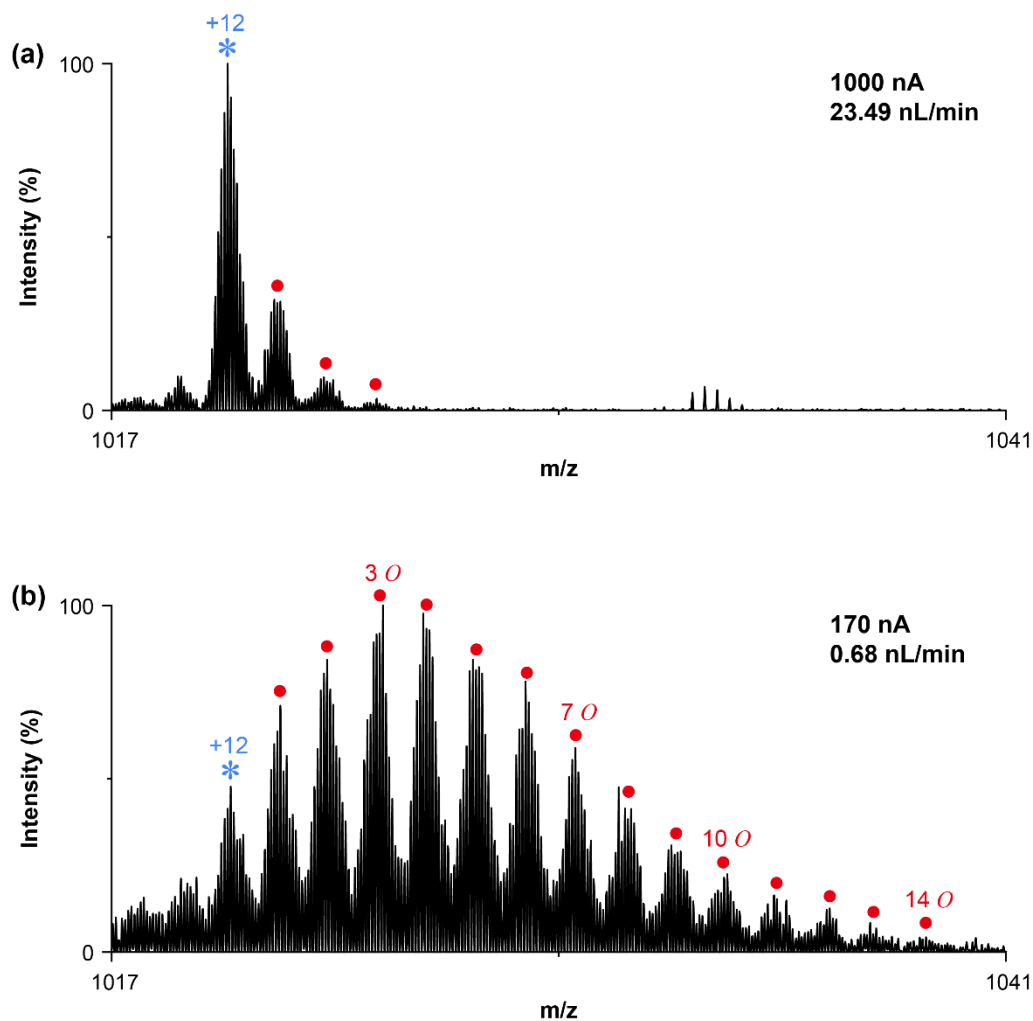 (a)
+12
*
100
1000 nA
23.49 nL/min
Intensity (%)
0
1017
1041
m/z
(b)
3 O
100
170 nA
0.68 nL/min
7 O
+12
*
10 O
14 O
Intensity (%)
0
1017
1041
m/z